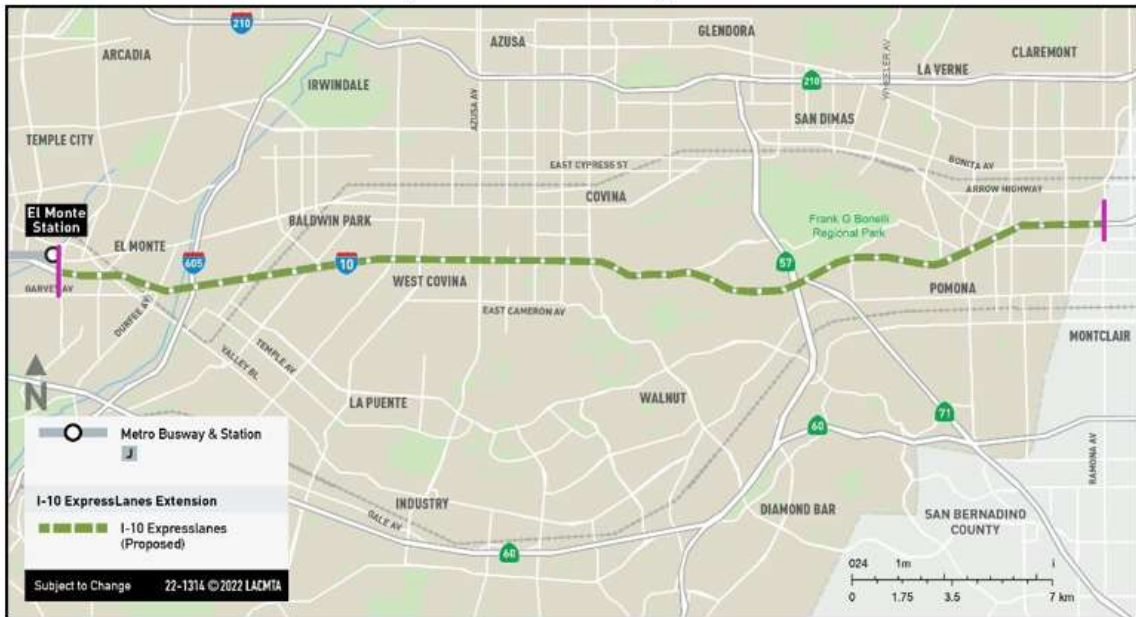 210
ARCADIA
AZUSA
GLENDORA
CLAREMONT
LA VERNE
WHEELER AV
210
IRWINDALE
AZUSA AV
SAN DIMAS
TEMPLE CITY
EAST CYPRESS ST
BONITA AV
COVINA
ARROW HIGHWAY
El Monte
Station
BALDWIN PARK
Frank G Bonelli
Regional Park
EL MONTE
605
10
57
GARVEY AV
WEST COVINA
POMONA
DURFEE AV
EAST CAMERON AV
MONTCLAIR
VALLEY BL
TEMPLE AV
N
LA PUENTE
WALNUT
60
71
RAMONA AV
Metro Busway & Station
J
INDUSTRY
DIAMOND BAR
SAN BERNADINO
COUNTY
I-10 ExpressLanes Extension
GALE AV
60
I-10 Expresslanes
(Proposed)
024 1m i
0 1.75 3.5 7 km
Subject to Change 22-1314 ©2022 LACMTA